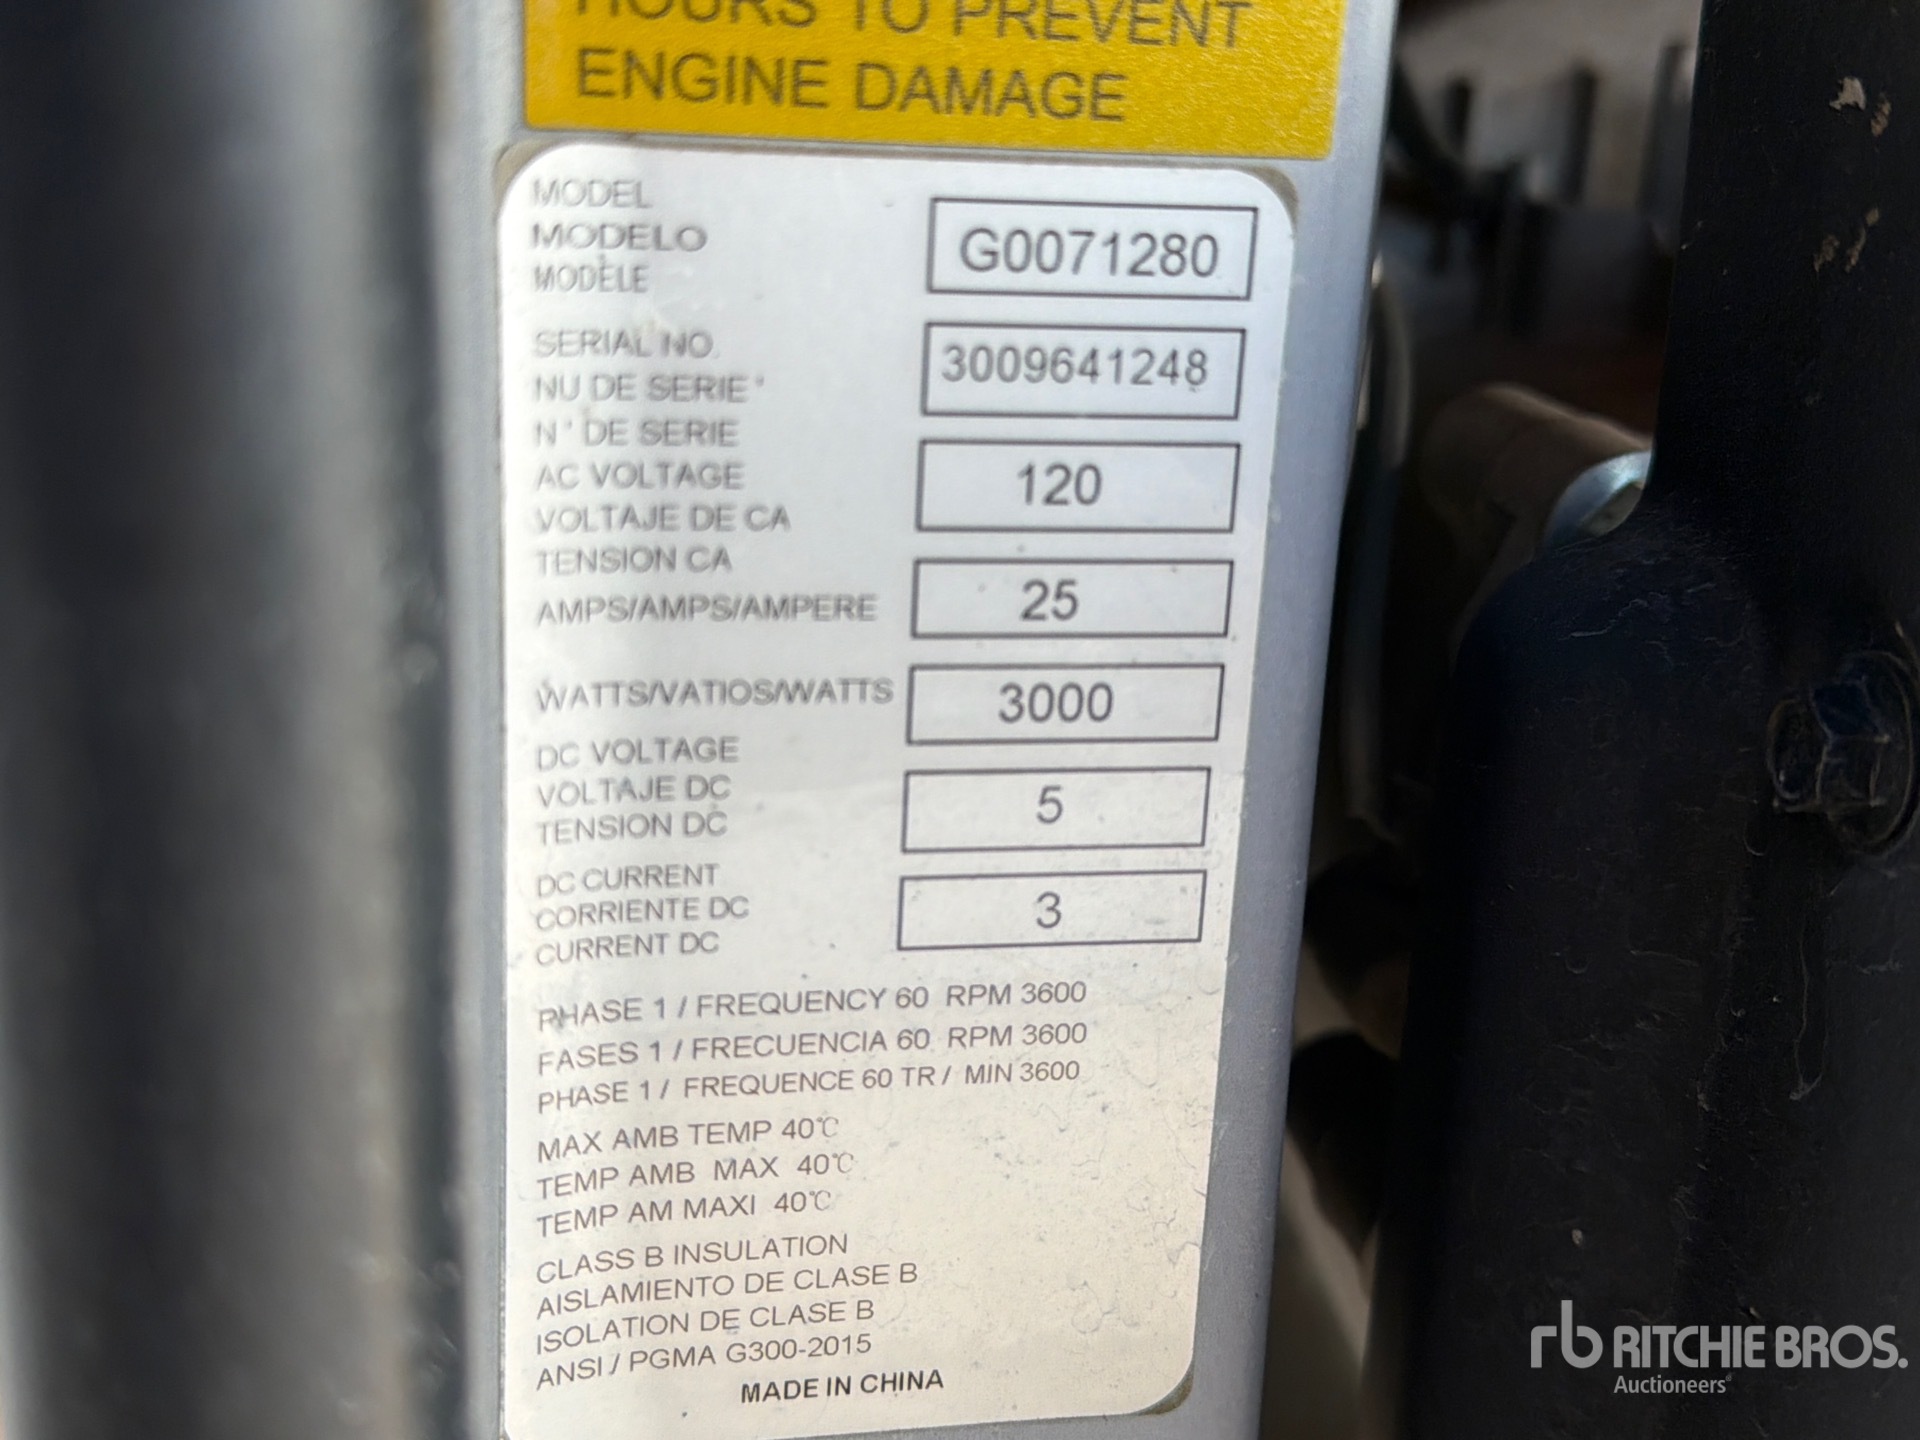 HOURS TO PREVENT
ENGINE DAMAGE
MODEL
MODELO
MODÈLE
G0071280
SERIAL NO.
NU DE SERIE'
N° DE SERIE
3009641248
AC VOLTAGE
VOLTAJE DE CA
TENSION CA
120
AMPS/AMPS/AMPERE
25
WATTS/VATIOS/WATTS
3000
DC VOLTAGE
VOLTAJE DC
TENSION DC
5
DC CURRENT
CORRIENTE DC
CURRENT DC
3
PHASE 1 / FREQUENCY 60 RPM 3600
FASES 1 / FRECUENCIA 60 RPM 3600
PHASE 1 / FREQUENCE 60 TR / MIN 3600
MAX AMB TEMP 40℃
TEMP AMB MAX 40℃
TEMP AM MAXI 40℃
CLASS B INSULATION
AISLAMIENTO DE CLASE B
ISOLATION DE CLASE B
ANSI / PGMA G300-2015
MADE IN CHINA
rb RITCHIE BROS.
Auctioneers